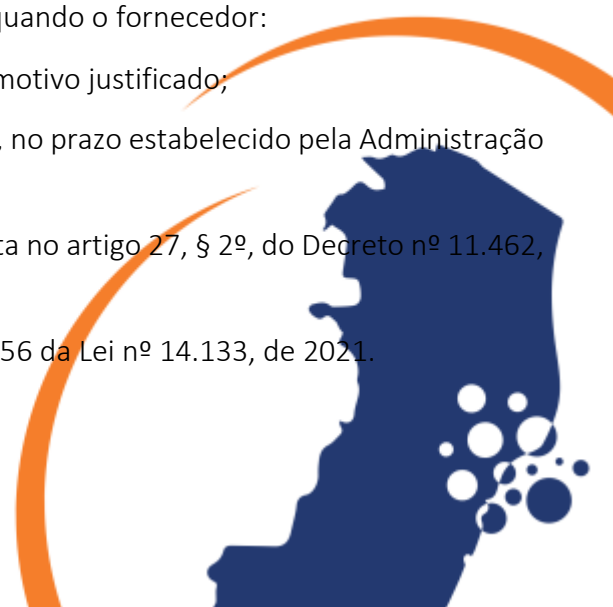 quando o fornecedor:
motivo justificado;
, no prazo estabelecido pela Administração
ta no artigo 27, § 2º, do Decreto nº 11.462,
56 da Lei nº 14.133, de 2021.